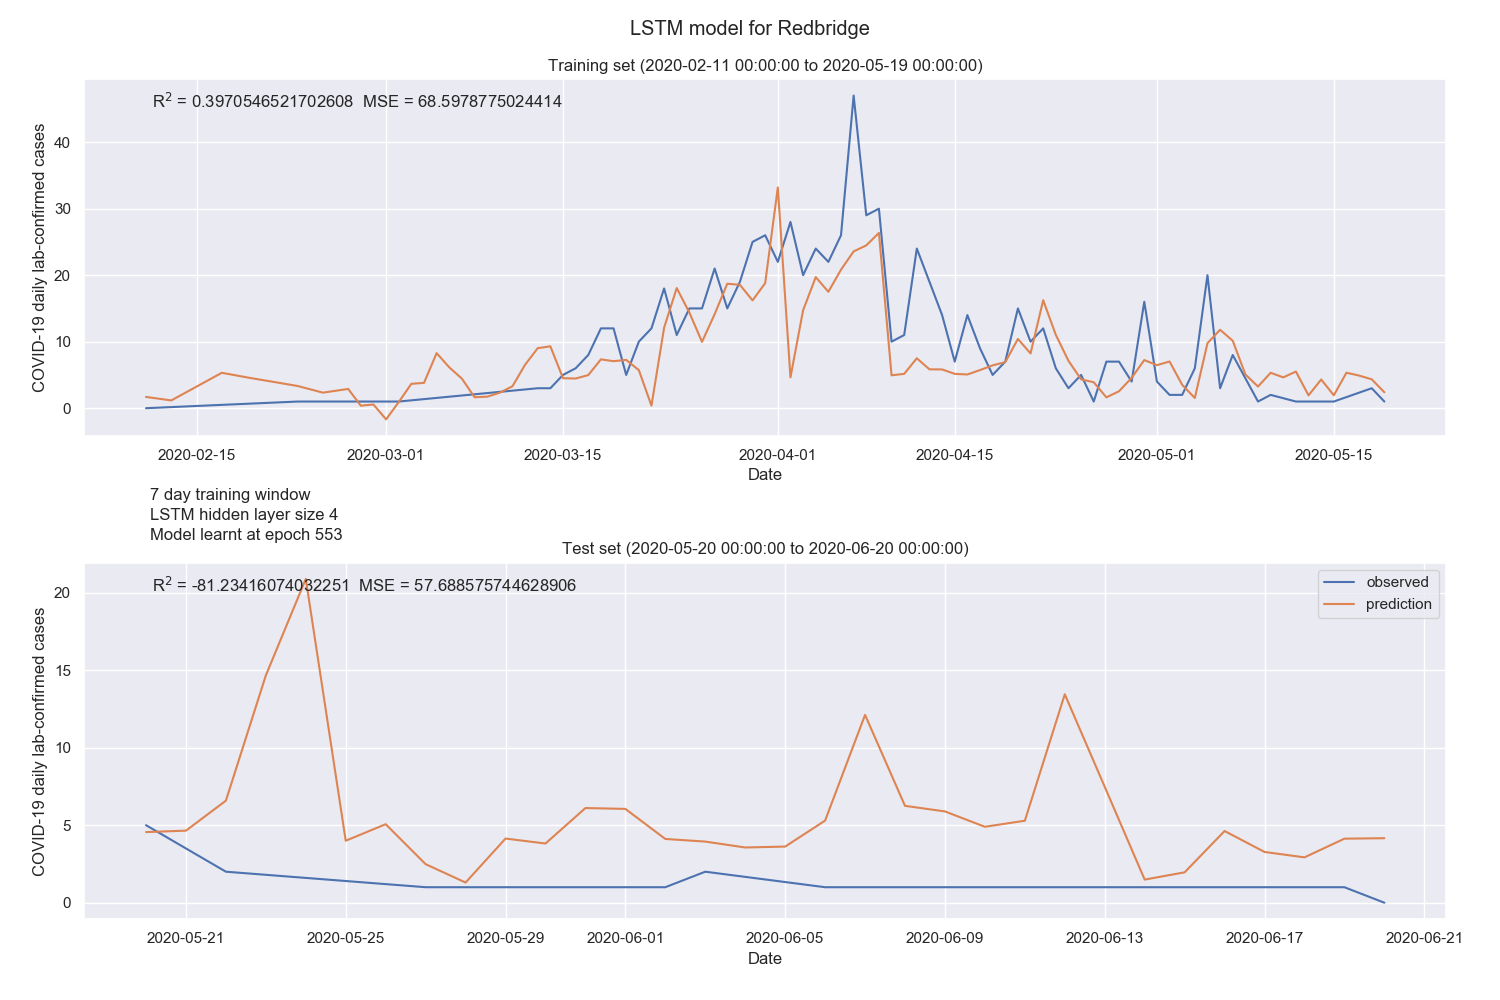 LSTM model for Redbridge
Training set (2020-02-11 00:00:00 to 2020-05-19 00:00:00)
R² = 0.3970546521702608 MSE = 68.5978775024414
COVID-19 daily lab-confirmed cases
40
30
20
10
0
2020-02-15
2020-03-01
2020-03-15
2020-04-01
2020-04-15
2020-05-01
2020-05-15
Date
7 day training window
LSTM hidden layer size 4
Model learnt at epoch 553
Test set (2020-05-20 00:00:00 to 2020-06-20 00:00:00)
R² = -81.23416074032251 MSE = 57.688575744628906
observed
prediction
COVID-19 daily lab-confirmed cases
20
15
10
5
0
2020-05-21
2020-05-25
2020-05-29
2020-06-01
2020-06-05
2020-06-09
2020-06-13
2020-06-17
2020-06-21
Date